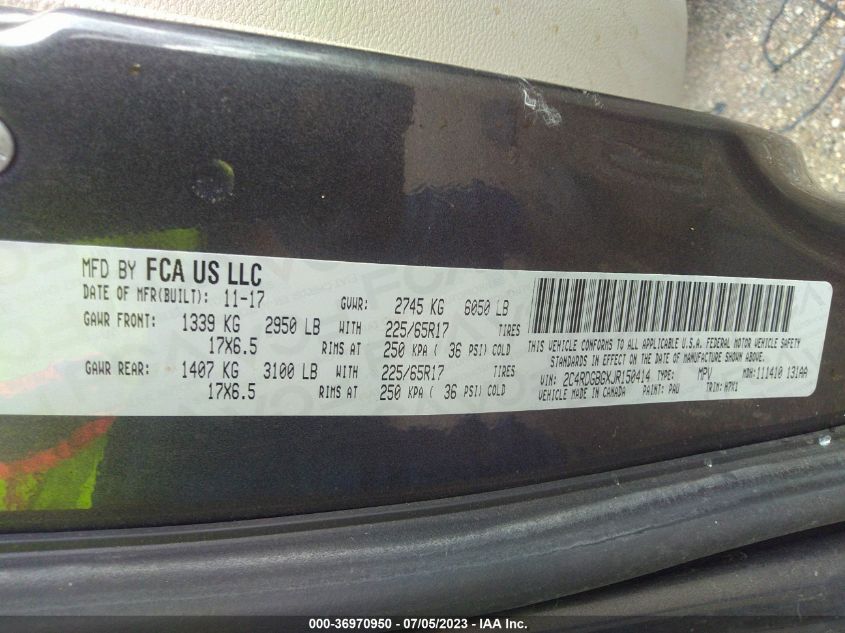 MFD BY FCA US LLC
DATE OF MFR(BUILT): 11-17 GVWR: 2745 KG 6050 LB
GAWR FRONT: 1339 KG 2950 LB WITH 225/65R17 TIRES
17X6.5 RIMS AT 250 KPA ( 36 PSI) COLD
GAWR REAR: 1407 KG 3100 LB WITH 225/65R17 TIRES
17X6.5 RIMS AT 250 KPA ( 36 PSI) COLD
THIS VEHICLE CONFORMS TO ALL APPLICABLE U.S.A. FEDERAL MOTOR VEHICLE SAFETY
STANDARDS IN EFFECT ON THE DATE OF MANUFACTURE SHOWN ABOVE.
VIN: 2C4RDGBGXJR150414 TYPE: MPV MDH: 111410 131AA
VEHICLE MADE IN CANADA PAINT: PAU TRIM: H7X1
000-36970950 - 07/05/2023 - IAA Inc.